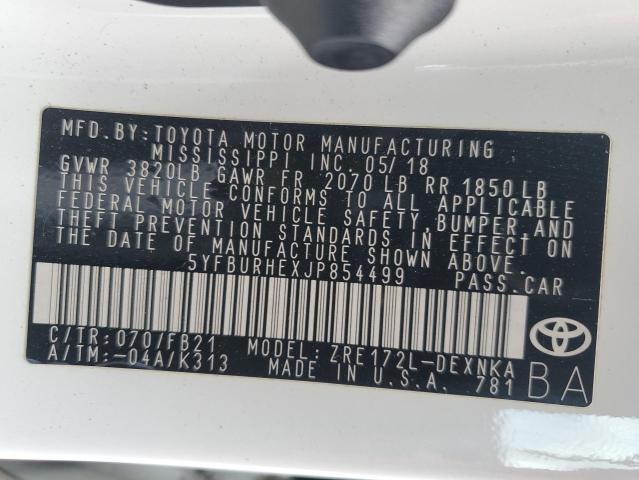 MFD.BY:TOYOTA MOTOR MANUFACTURING
MISSISSIPPI INC. 05/18
GVWR 3820LB GAWR FR 2070 LB RR 1850 LB
THIS VEHICLE CONFORMS TO ALL APPLICABLE
FEDERAL MOTOR VEHICLE SAFETY, BUMPER, AND
THEFT PREVENTION STANDARDS IN EFFECT ON
THE DATE OF MANUFACTURE SHOWN ABOVE.
5YFBURHEXJP854499 PASS.CAR
C/TR: 070/FB21 MODEL: ZRE172L-DEXNKA
A/TM:-04A/K313 MADE IN U.S.A. 781
BA